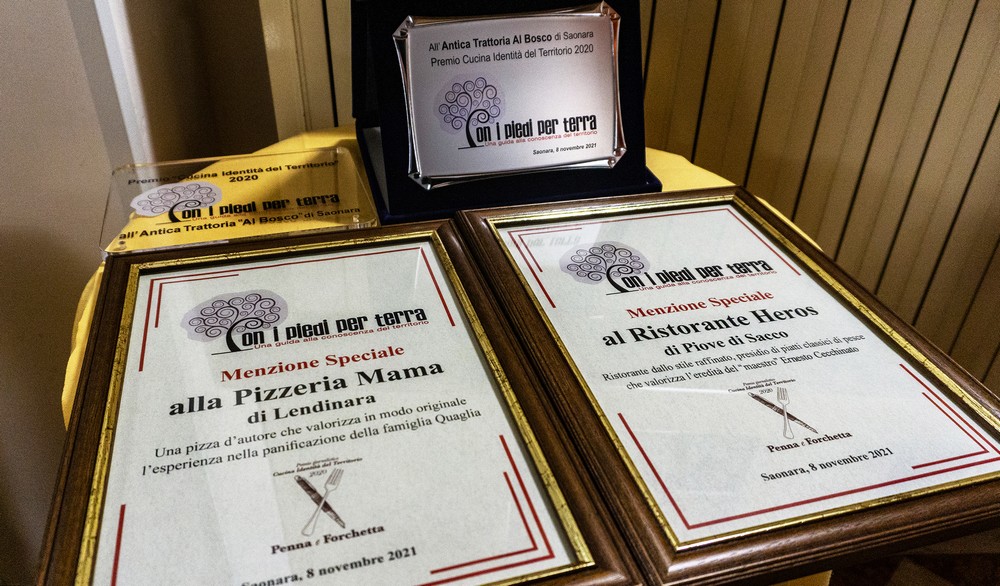 All'Antica Trattoria Al Bosco di Saonara
Premio Cucina Identità del Territorio 2020
con i piedi per terra
Una guida alla conoscenza del territorio
Saonara, 8 novembre 2021
Premio "Cucina Identità del Territorio"
2020
con i piedi per terra
all'Antica Trattoria "Al Bosco" di Saonara
con i piedi per terra
Una guida alla conoscenza del territorio
Menzione Speciale
alla Pizzeria Mama
di Lendinara
Una pizza d'autore che valorizza in modo originale
l'esperienza nella panificazione della famiglia Quaglia
Premio giornalistico
Cucina Identità del Territorio
2020
Penna e Forchetta
Saonara, 8 novembre 2021
con i piedi per terra
Una guida alla conoscenza del territorio
Menzione Speciale
al Ristorante Heros
di Piove di Sacco
Ristorante dallo stile raffinato, presidio di piatti classici di pesce
che valorizza l'eredità del "maestro" Ernesto Cecchinato
Premio giornalistico
Cucina Identità del Territorio
2020
Penna e Forchetta
Saonara, 8 novembre 2021